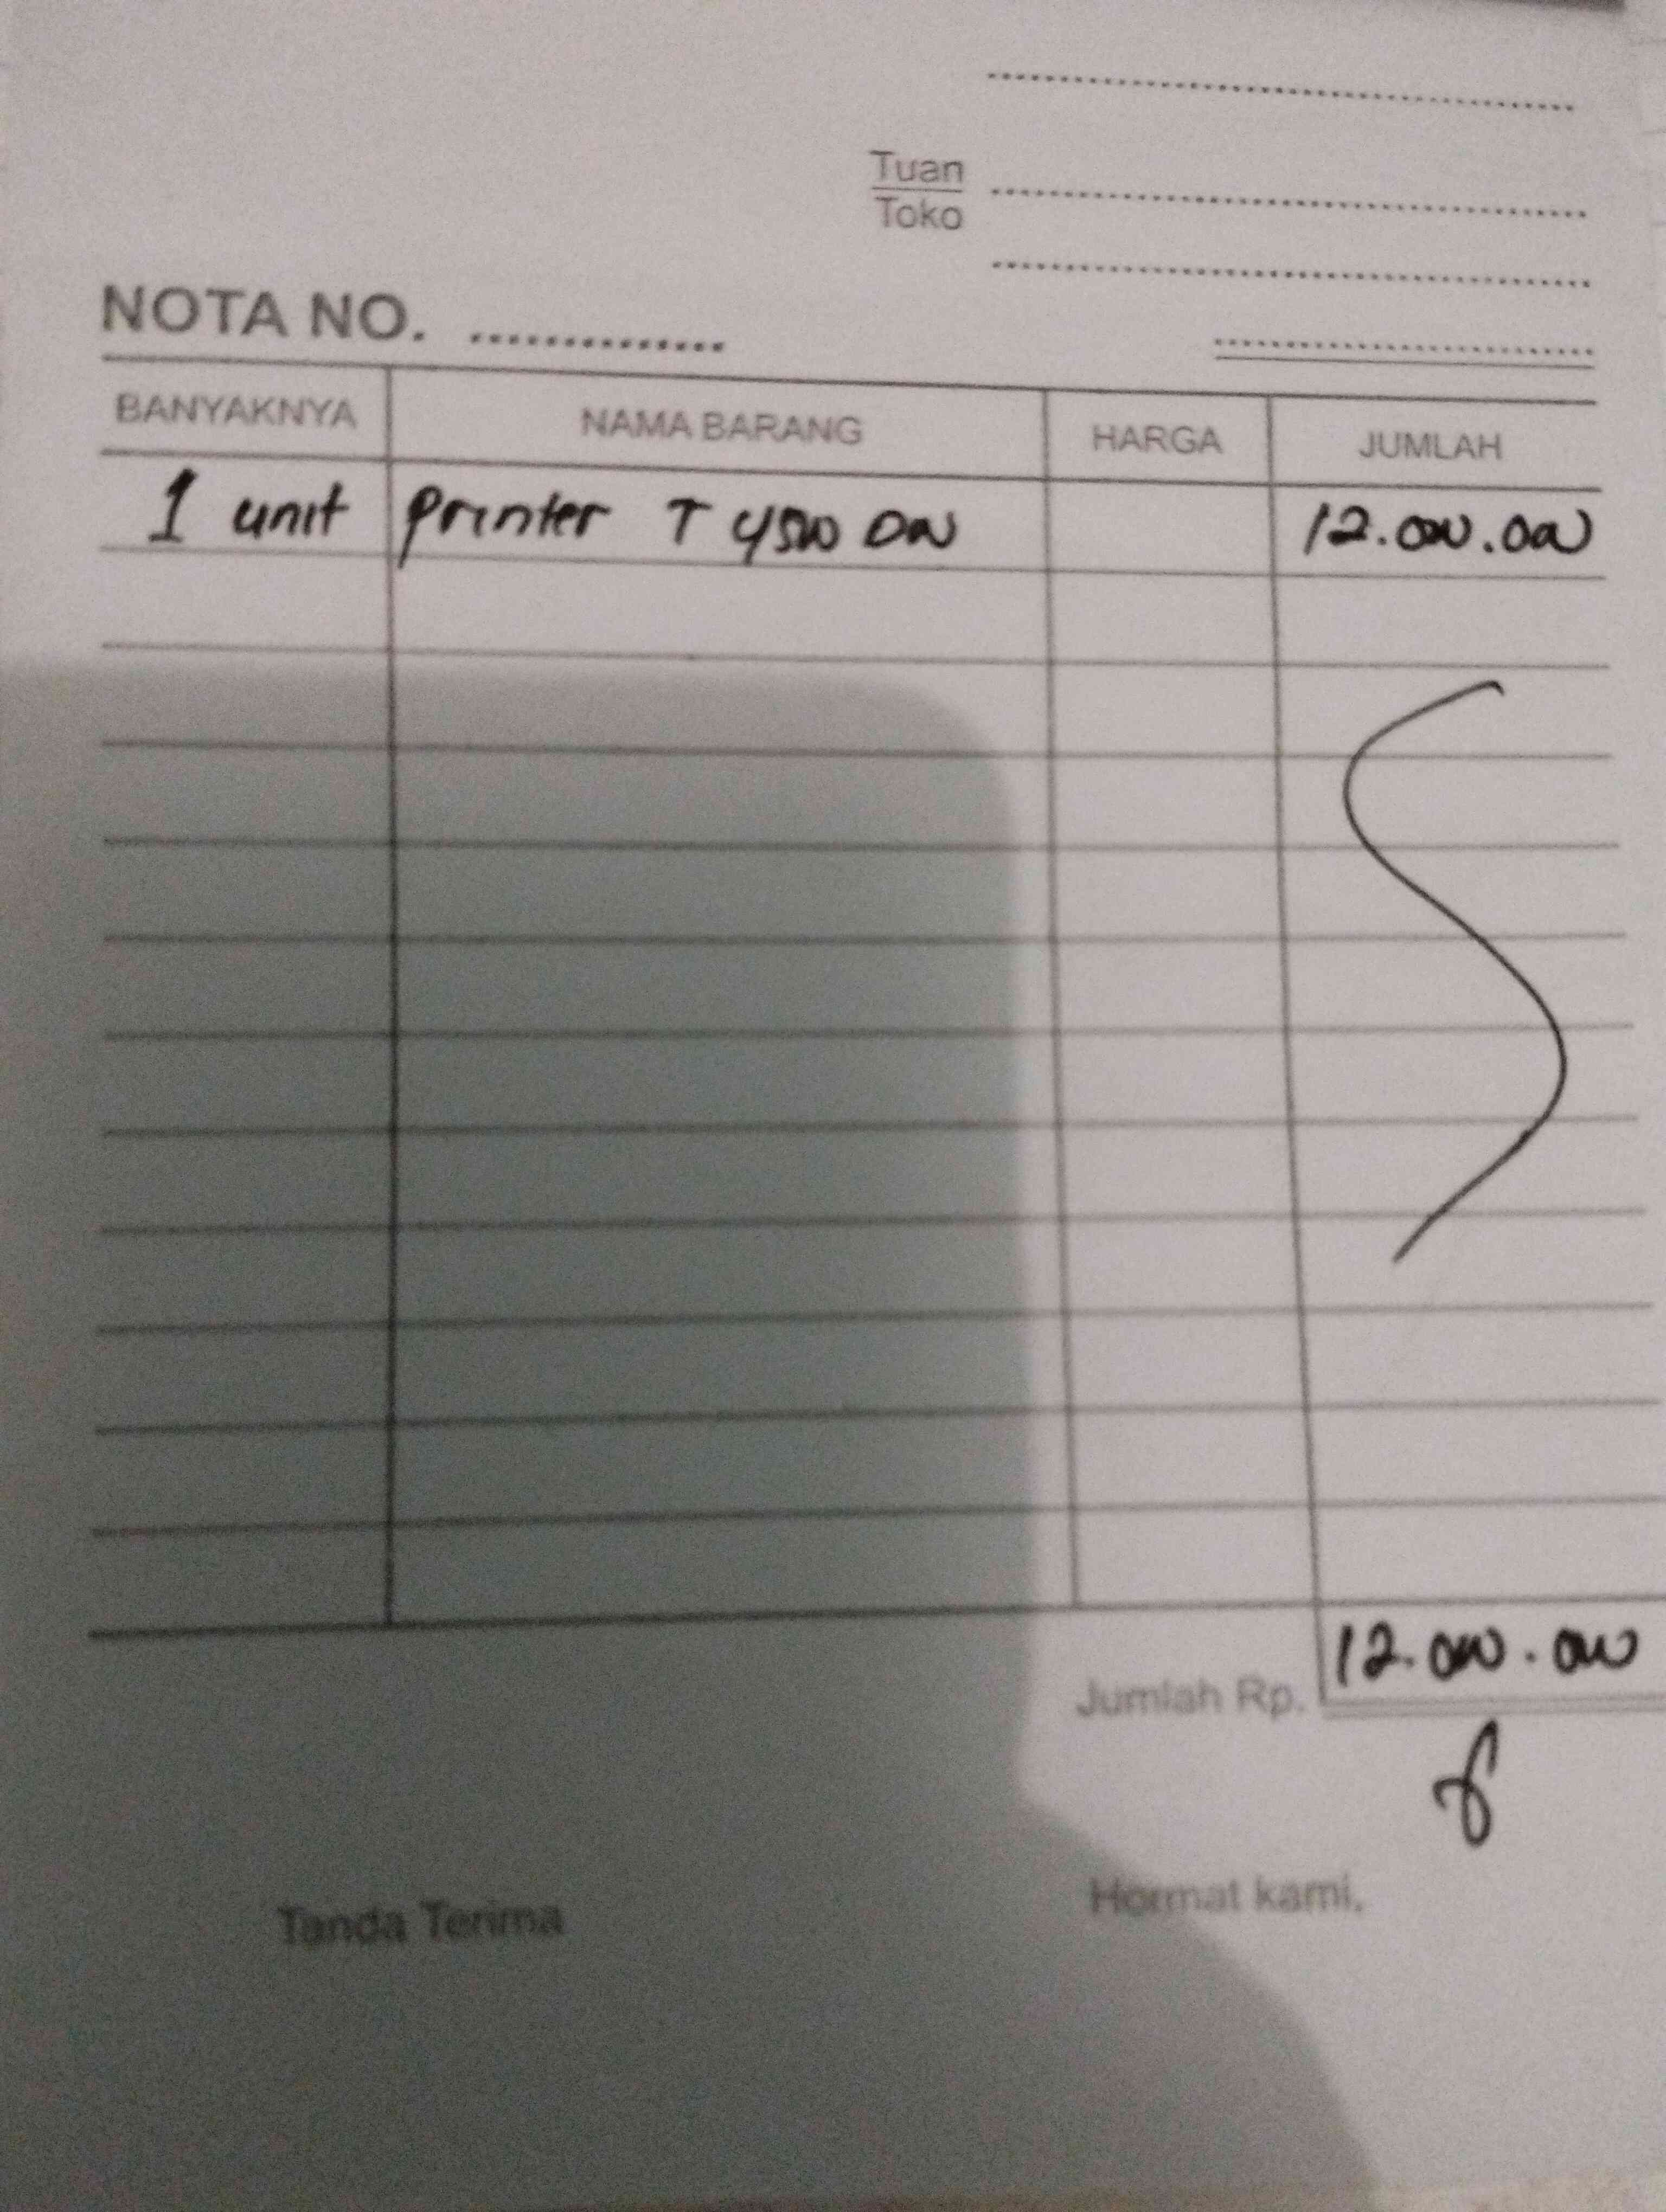 Tuan
Toko
NOTA NO. ..............
BANYAKNYA NAMA BARANG HARGA JUMLAH
1 unit Printer T 4500 DW 12.000.000
Jumlah Rp. 12.000.000
Tanda Terima Hormat kami,